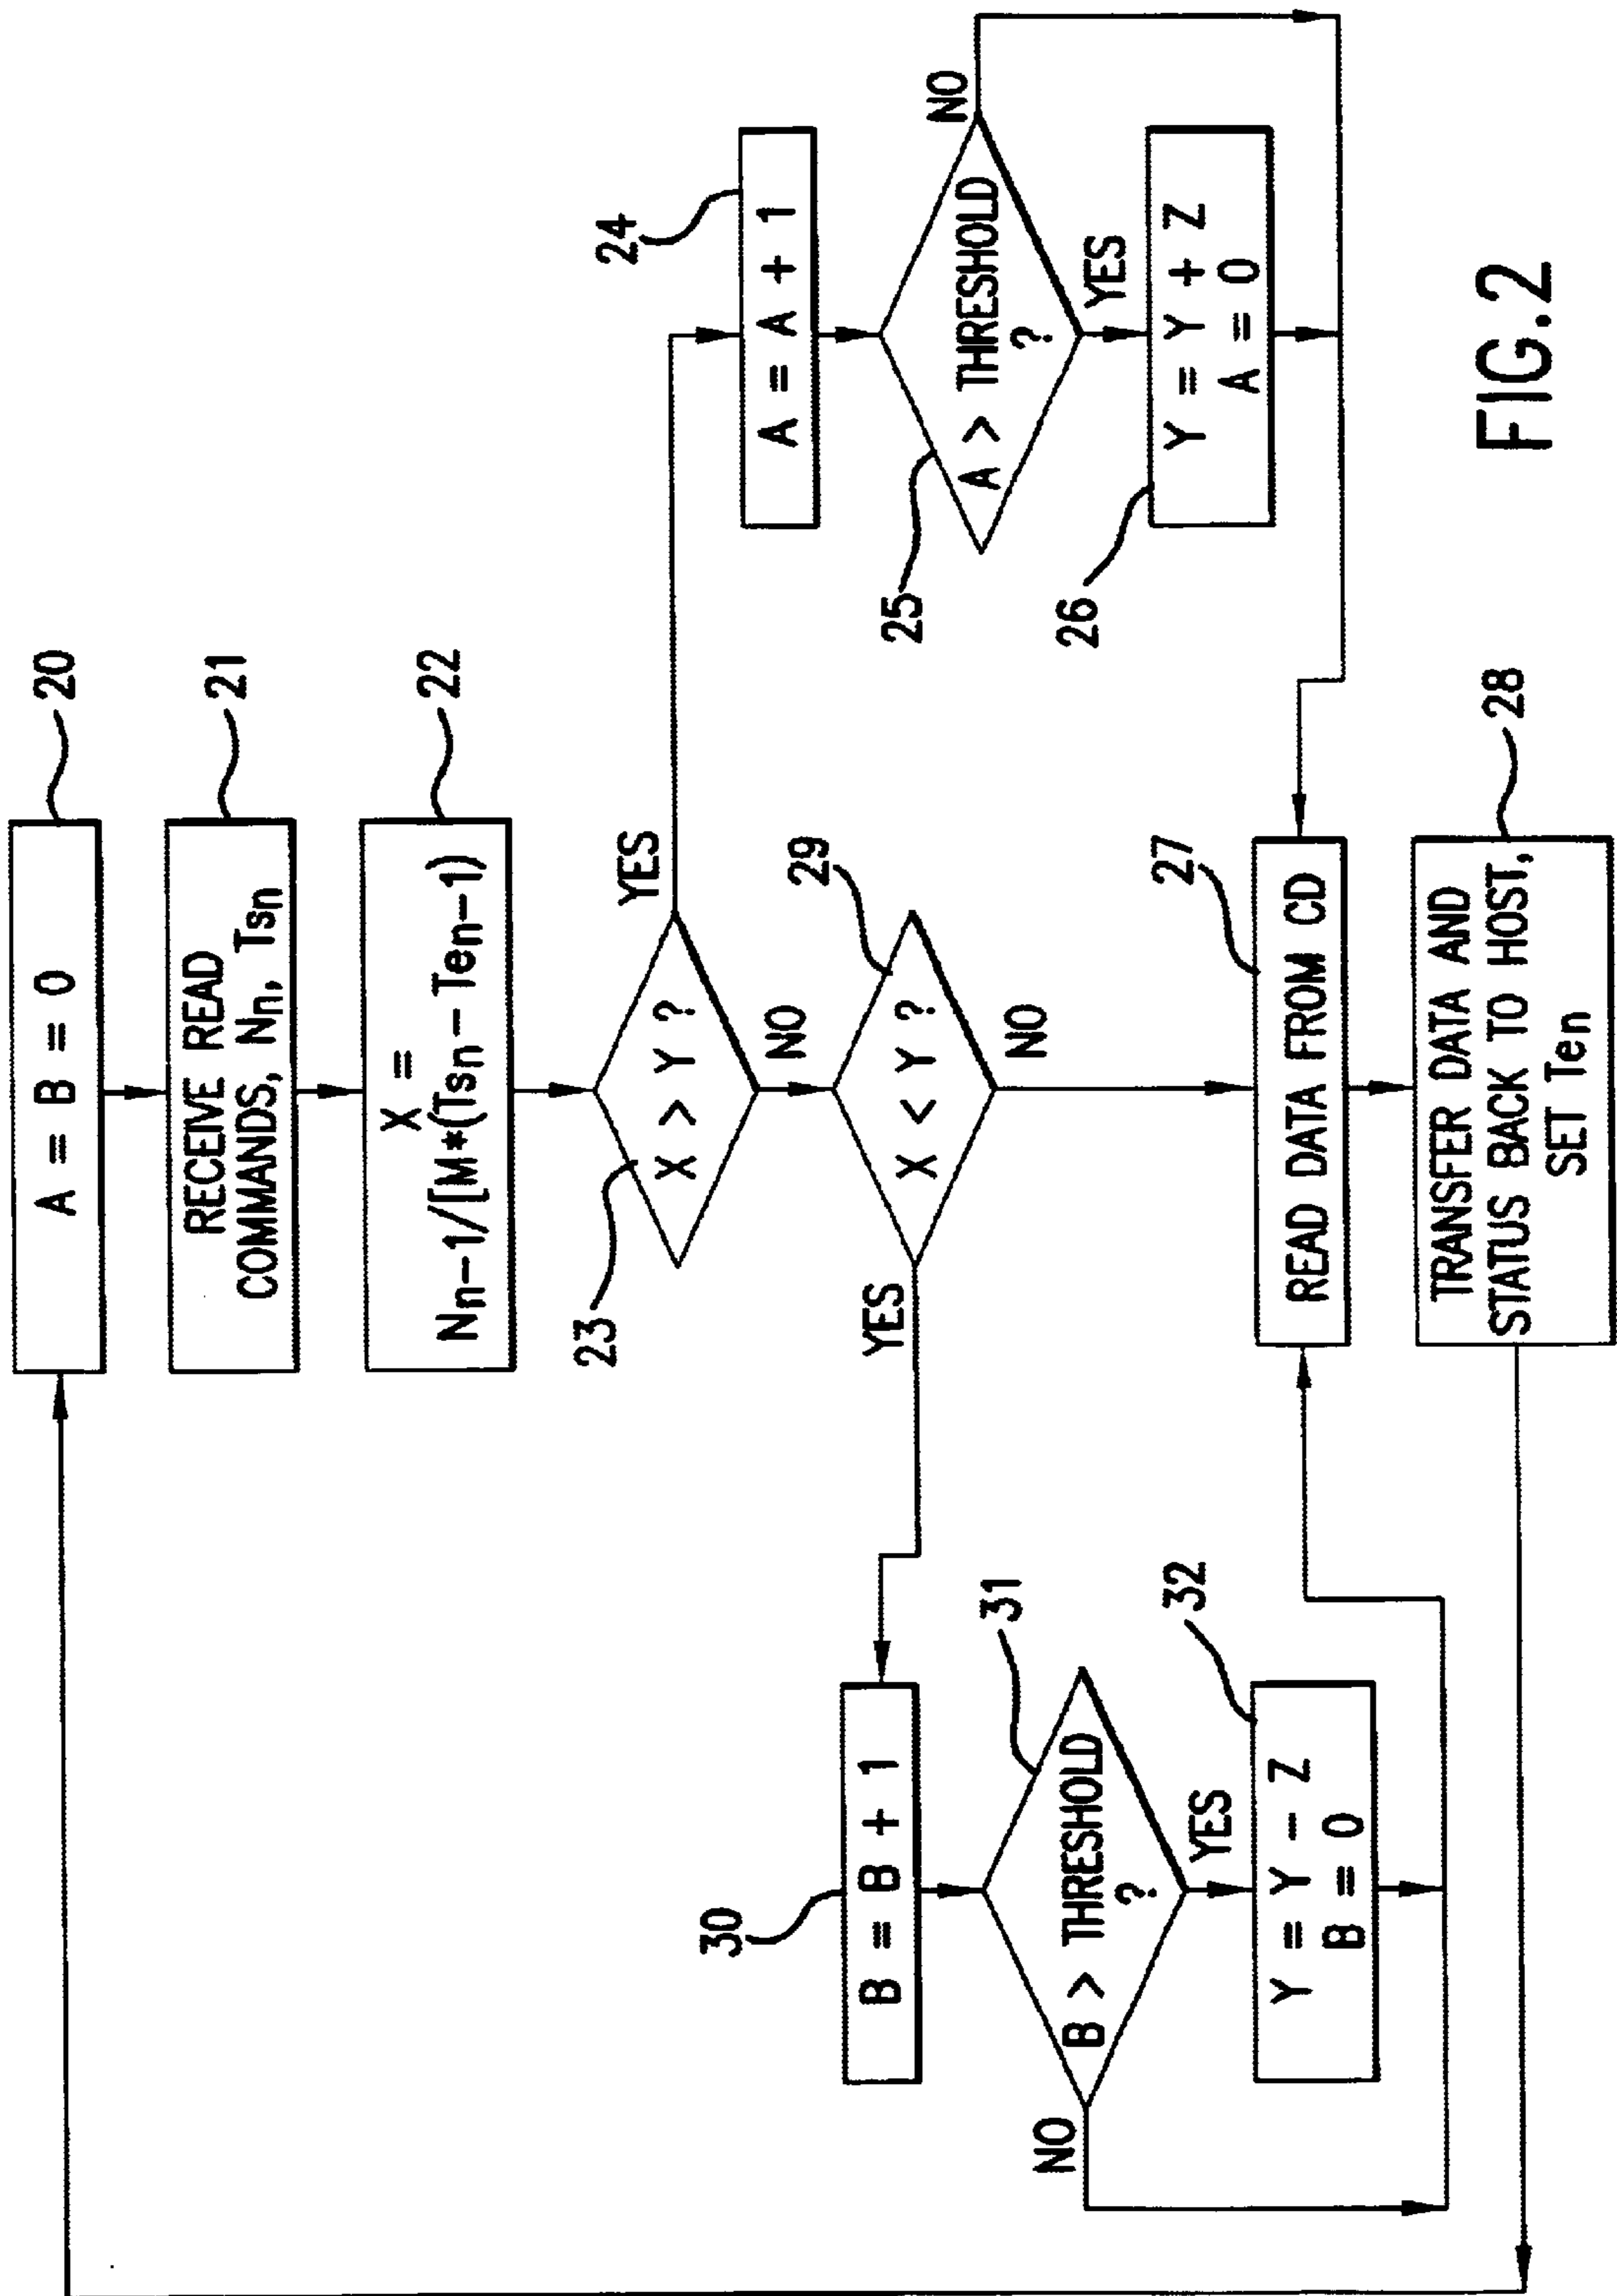 A = B = 0
20
RECEIVE READ
COMMANDS, Nn, Tsn
21
X =
Nn-1/[M*(Tsn-Ten-1)
22
X > Y ?
23
YES
NO
A = A + 1
24
A > THRESHOLD
?
25
NO
YES
Y = Y + Z
A = 0
26
X < Y ?
29
YES
NO
B = B + 1
30
B > THRESHOLD
?
31
NO
YES
Y = Y - Z
B = 0
32
READ DATA FROM CD
27
TRANSFER DATA AND
STATUS BACK TO HOST,
SET Ten
28
FIG.2